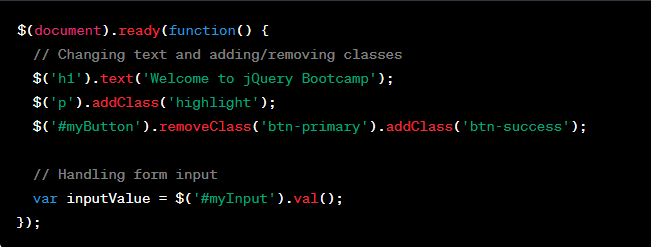 $(document).ready(function() {
  // Changing text and adding/removing classes
  $('h1').text('Welcome to jQuery Bootcamp');
  $('p').addClass('highlight');
  $('#myButton').removeClass('btn-primary').addClass('btn-success');

  // Handling form input
  var inputValue = $('#myInput').val();
});